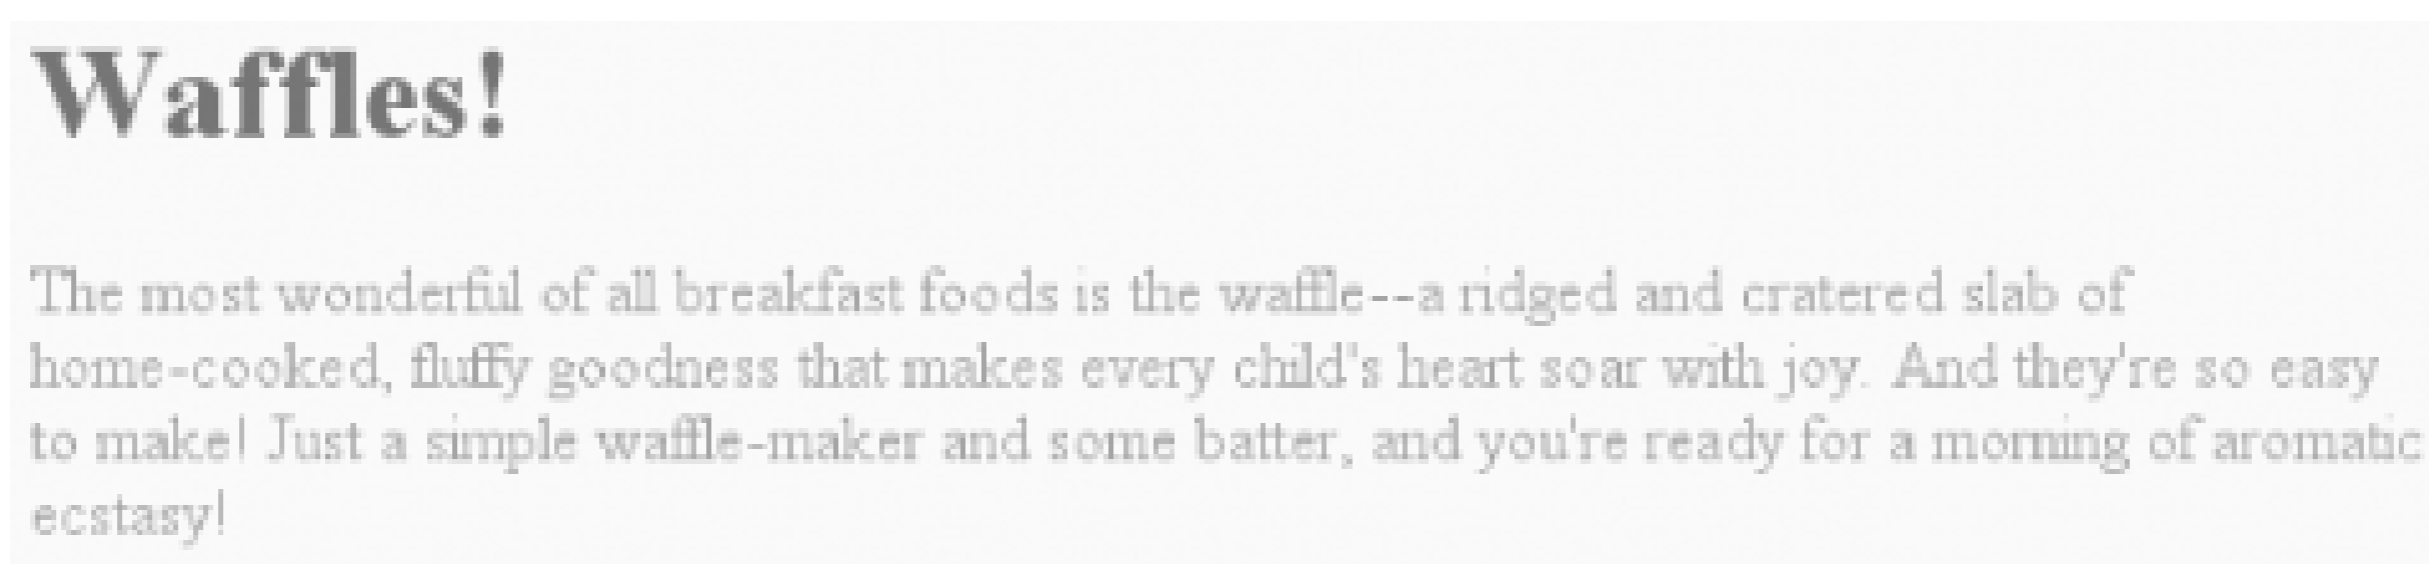 Waffles!
The most wonderful of all breakfast foods is the waffle--a ridged and cratered slab of
home-cooked, fluffy goodness that makes every child's heart soar with joy. And they're so easy
to make! Just a simple waffle-maker and some batter, and you're ready for a morning of aromatic
ecstasy!